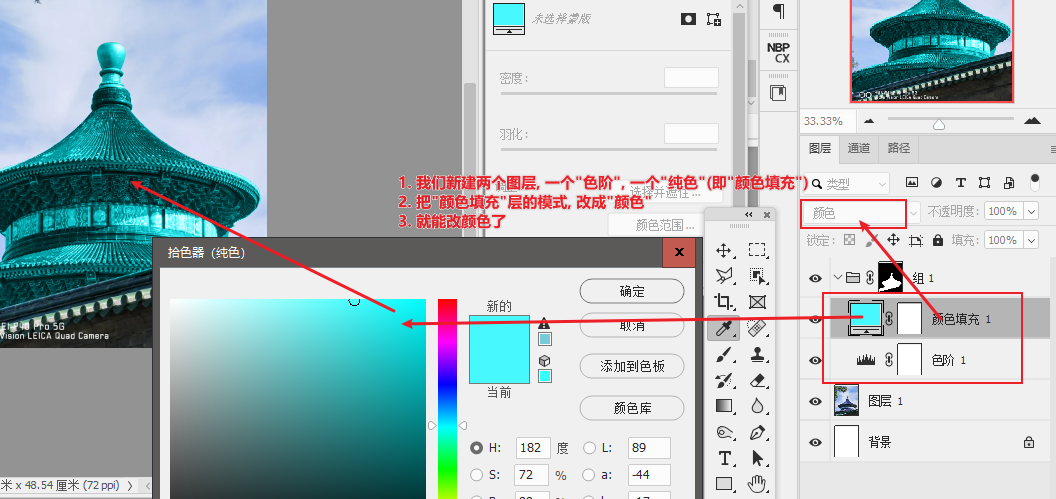 未选择蒙版
密度:
羽化:
选择并遮住...
颜色范围...
1. 我们新建两个图层, 一个"色阶", 一个"纯色"(即"颜色填充")
2. 把"颜色填充"层的模式, 改成"颜色"
3. 就能改颜色了
NBP
CX
33.33%
图层
通道
路径
类型
颜色
不透明度:
100%
锁定:
填充:
100%
组 1
颜色填充 1
色阶 1
图层 1
背景
拾色器 (纯色)
新的
当前
确定
取消
添加到色板
颜色库
H: 182 度
L: 89
S: 72 %
a: -44
Vision LEICA Quad Camera
米 x 48.54 厘米 (72 ppi)